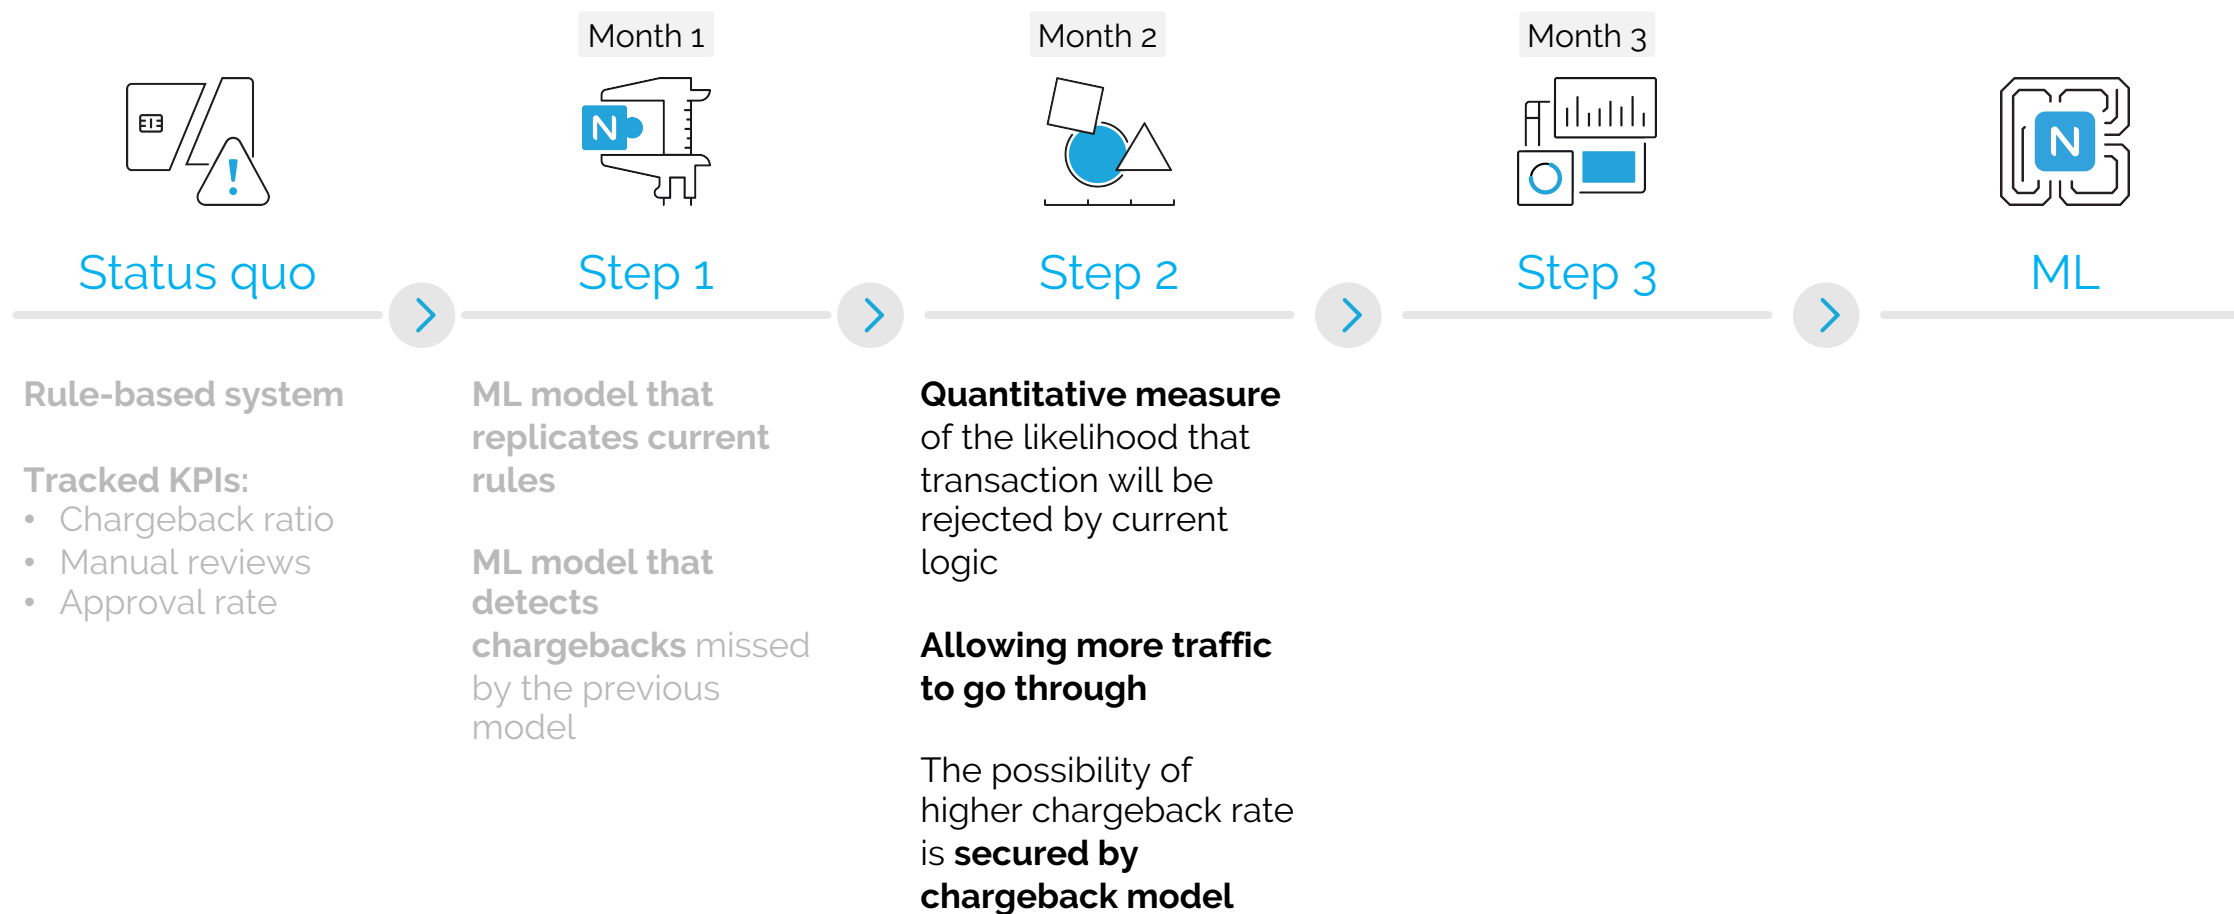 Month 1
Month 2
Month 3
N
N
Status quo
Step 1
Step 2
Step 3
ML
Rule-based system
Tracked KPIs:
• Chargeback ratio
• Manual reviews
• Approval rate
ML model that
replicates current
rules
ML model that
detects
chargebacks missed
by the previous
model
Quantitative measure
of the likelihood that
transaction will be
rejected by current
logic
Allowing more traffic
to go through
The possibility of
higher chargeback rate
is secured by
chargeback model